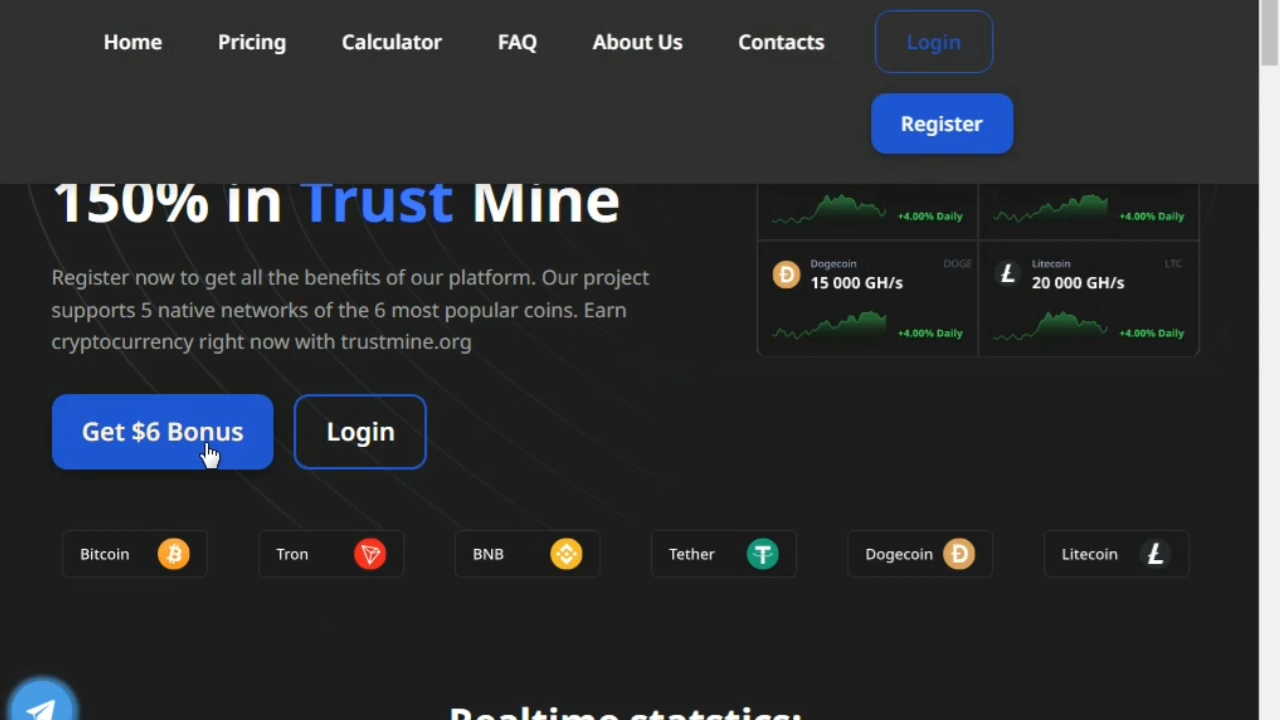 Home Pricing Calculator FAQ About Us Contacts Login
Register
150% in Trust Mine
+4.00% Daily +4.00% Daily
Register now to get all the benefits of our platform. Our project
supports 5 native networks of the 6 most popular coins. Earn
cryptocurrency right now with trustmine.org
Dogecoin DOGE
15 000 GH/s
+4.00% Daily
Litecoin LTC
20 000 GH/s
+4.00% Daily
Get $6 Bonus Login
Bitcoin Tron BNB Tether Dogecoin Litecoin
Realtime statstics: